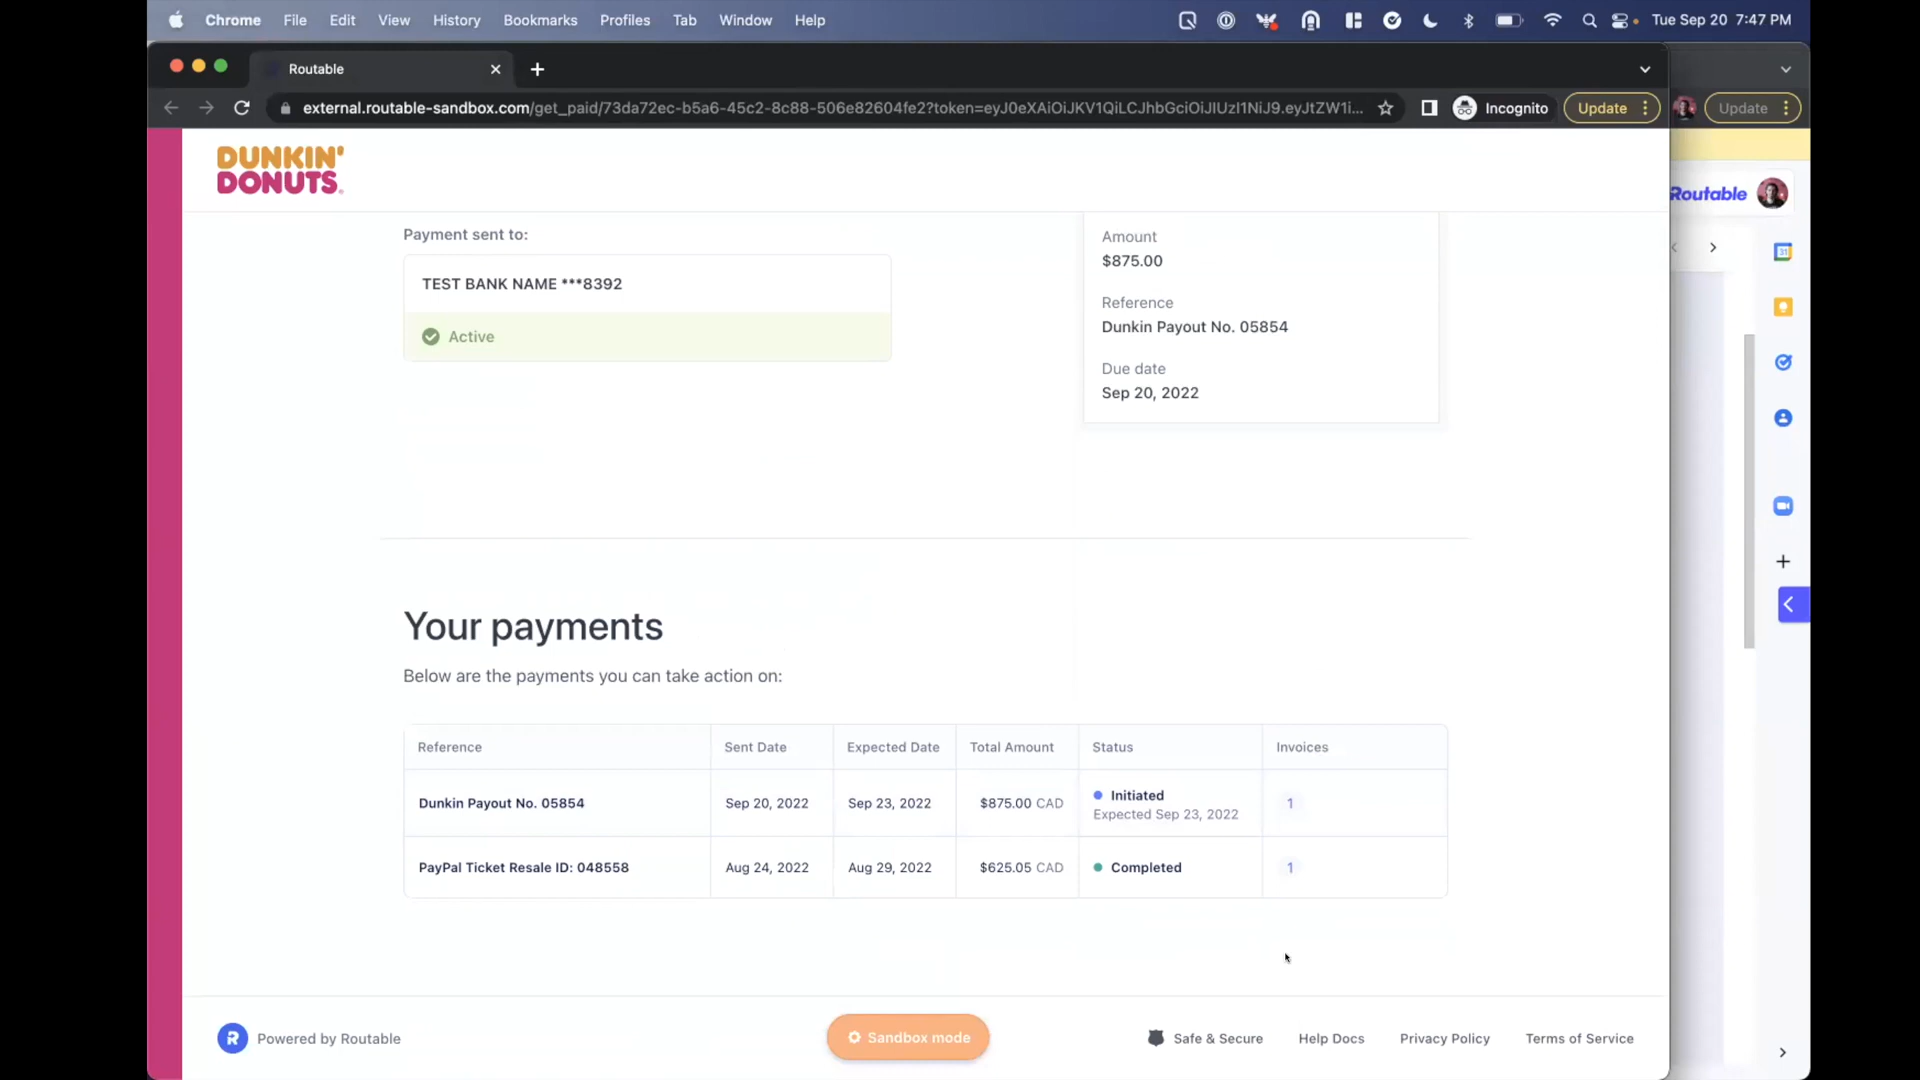 Chrome File Edit View History Bookmarks Profiles Tab Window Help Tue Sep 20 7:47 PM
Routable
external.routable-sandbox.com/get_paid/73da72ec-b5a6-45c2-8c88-506e82604fe2?token=eyJ0eXAiOiJKV1QiLCJhbGciOiJIUzI1NiJ9.eyJtZW1i... Incognito Update Update
DUNKIN'
DONUTS
Routable
Payment sent to:
TEST BANK NAME ***8392
Active
Amount
$875.00
Reference
Dunkin Payout No. 05854
Due date
Sep 20, 2022
31
Your payments
Below are the payments you can take action on:
Reference Sent Date Expected Date Total Amount Status Invoices
Dunkin Payout No. 05854 Sep 20, 2022 Sep 23, 2022 $875.00 CAD Initiated 1
Expected Sep 23, 2022
PayPal Ticket Resale ID: 048558 Aug 24, 2022 Aug 29, 2022 $625.05 CAD Completed 1
R Powered by Routable Sandbox mode Safe & Secure Help Docs Privacy Policy Terms of Service